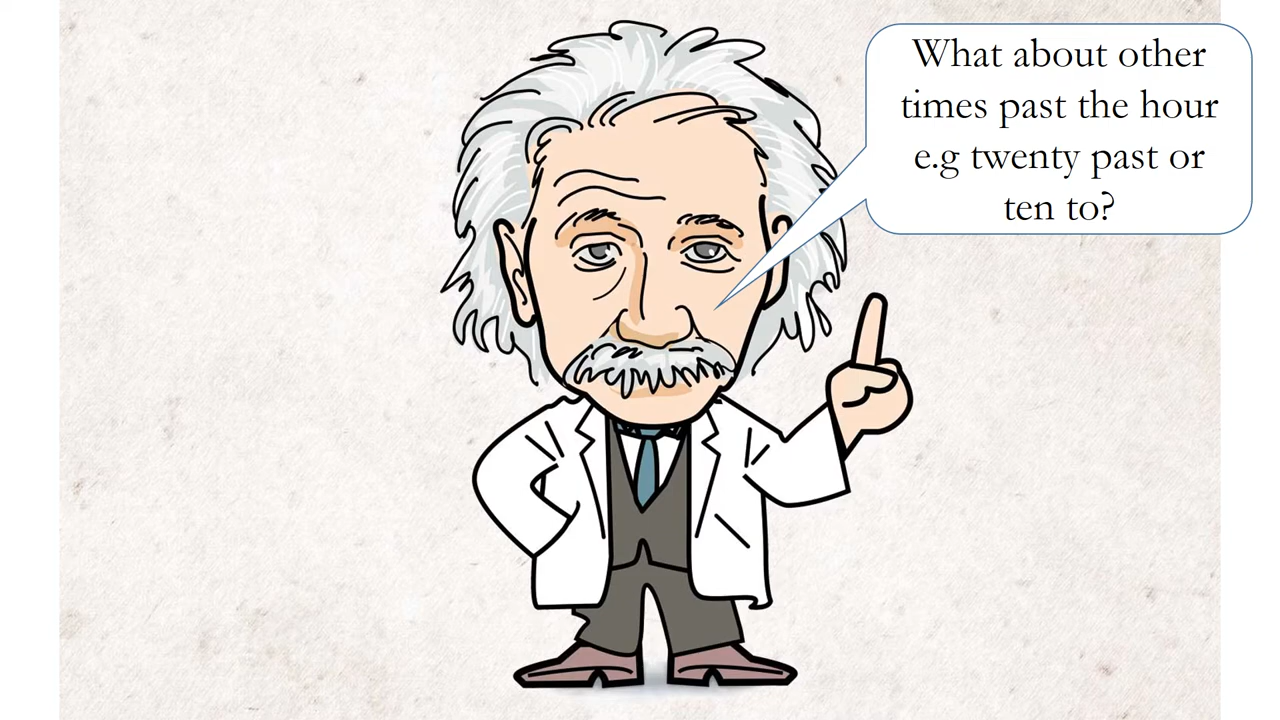 What about other
times past the hour
e.g twenty past or
ten to?